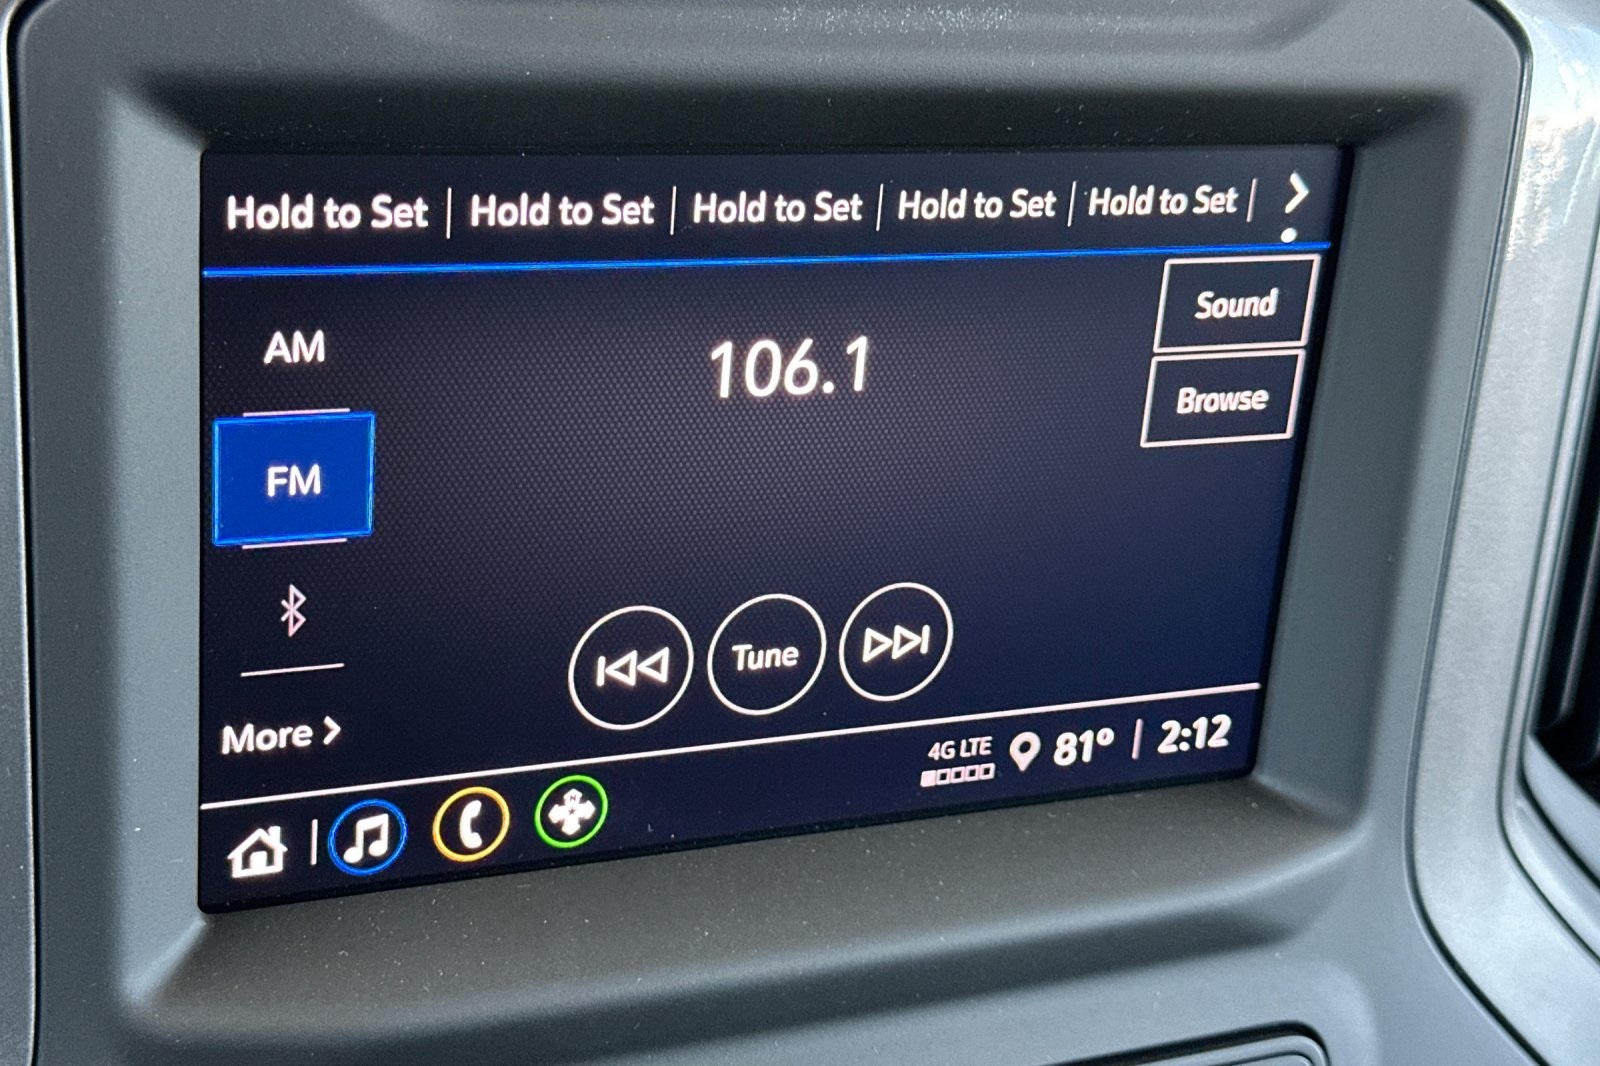 Hold to Set | Hold to Set | Hold to Set | Hold to Set | Hold to Set |
Sound
AM
106.1
Browse
FM
Tune
More
4G LTE
81° | 2:12